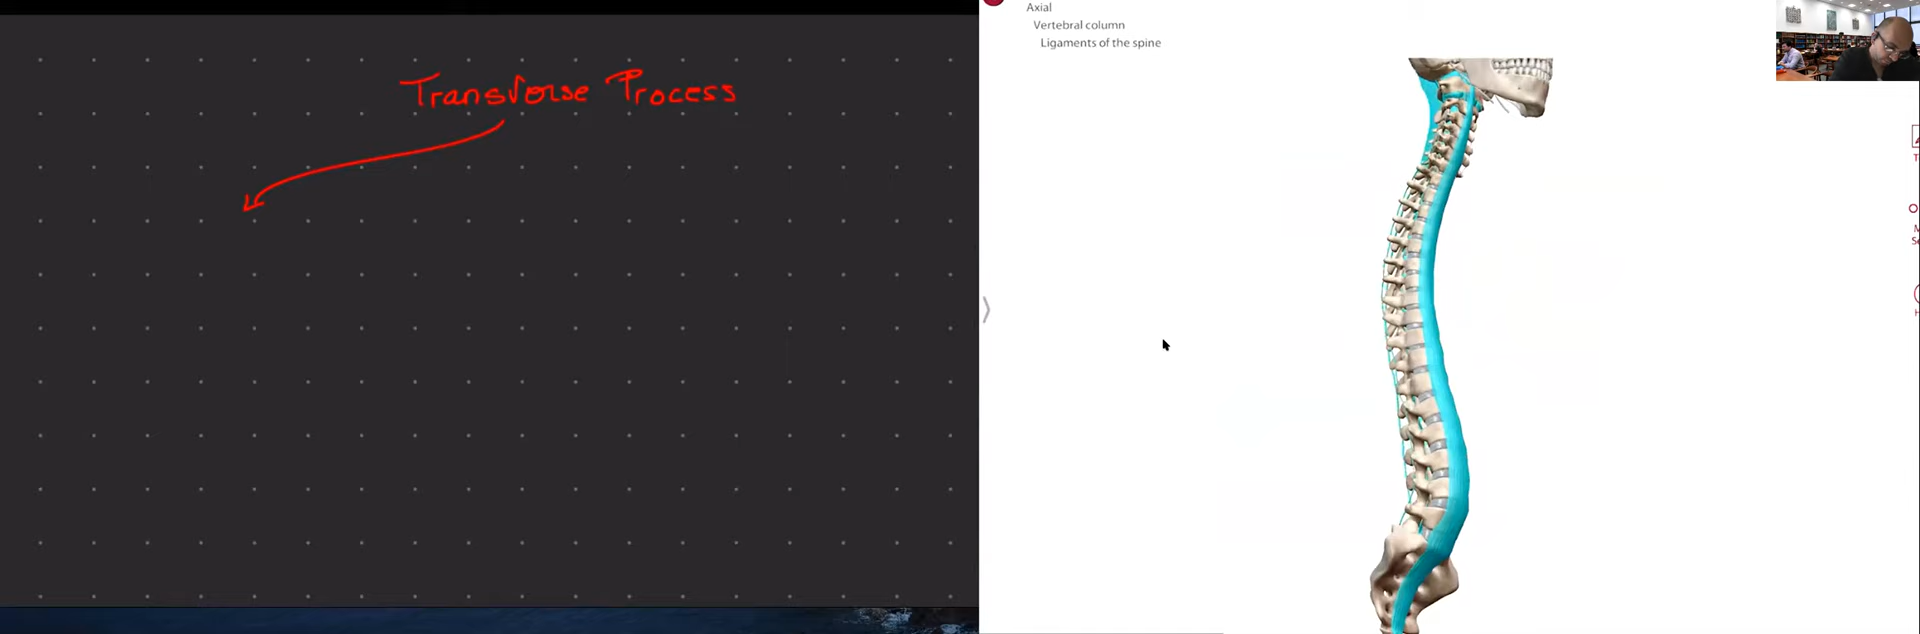 Transverse Process
Axial
Vertebral column
Ligaments of the spine